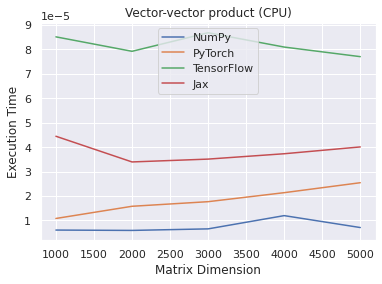 Vector-vector product (CPU)
1e−5
9
8
7
6
5
4
3
2
1
Execution Time
NumPy
PyTorch
TensorFlow
Jax
1000 1500 2000 2500 3000 3500 4000 4500 5000
Matrix Dimension